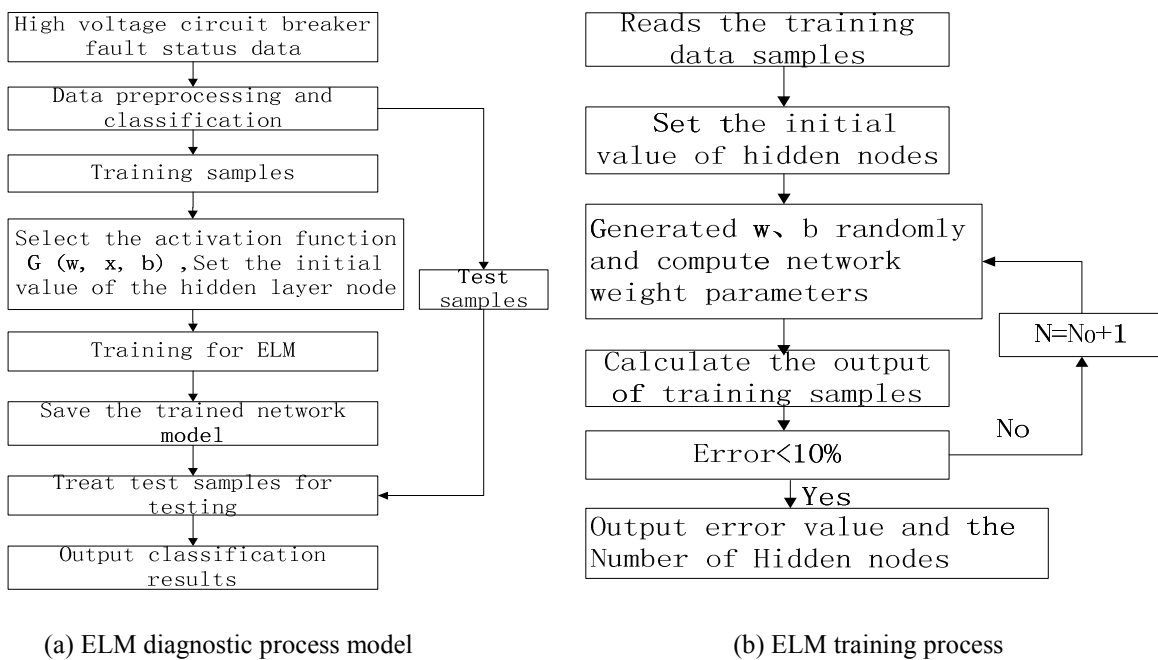 High voltage circuit breaker
fault status data
Data preprocessing and
classification
Training samples
Select the activation function
G (w, x, b) ,Set the initial
value of the hidden layer node
Test
samples
Training for ELM
Save the trained network
model
Treat test samples for
testing
Output classification
results
(a) ELM diagnostic process model
Reads the training
data samples
Set the initial
value of hidden nodes
Generated w、b randomly
and compute network
weight parameters
N=N0+1
Calculate the output
of training samples
No
Error<10%
Yes
Output error value and the
Number of Hidden nodes
(b) ELM training process